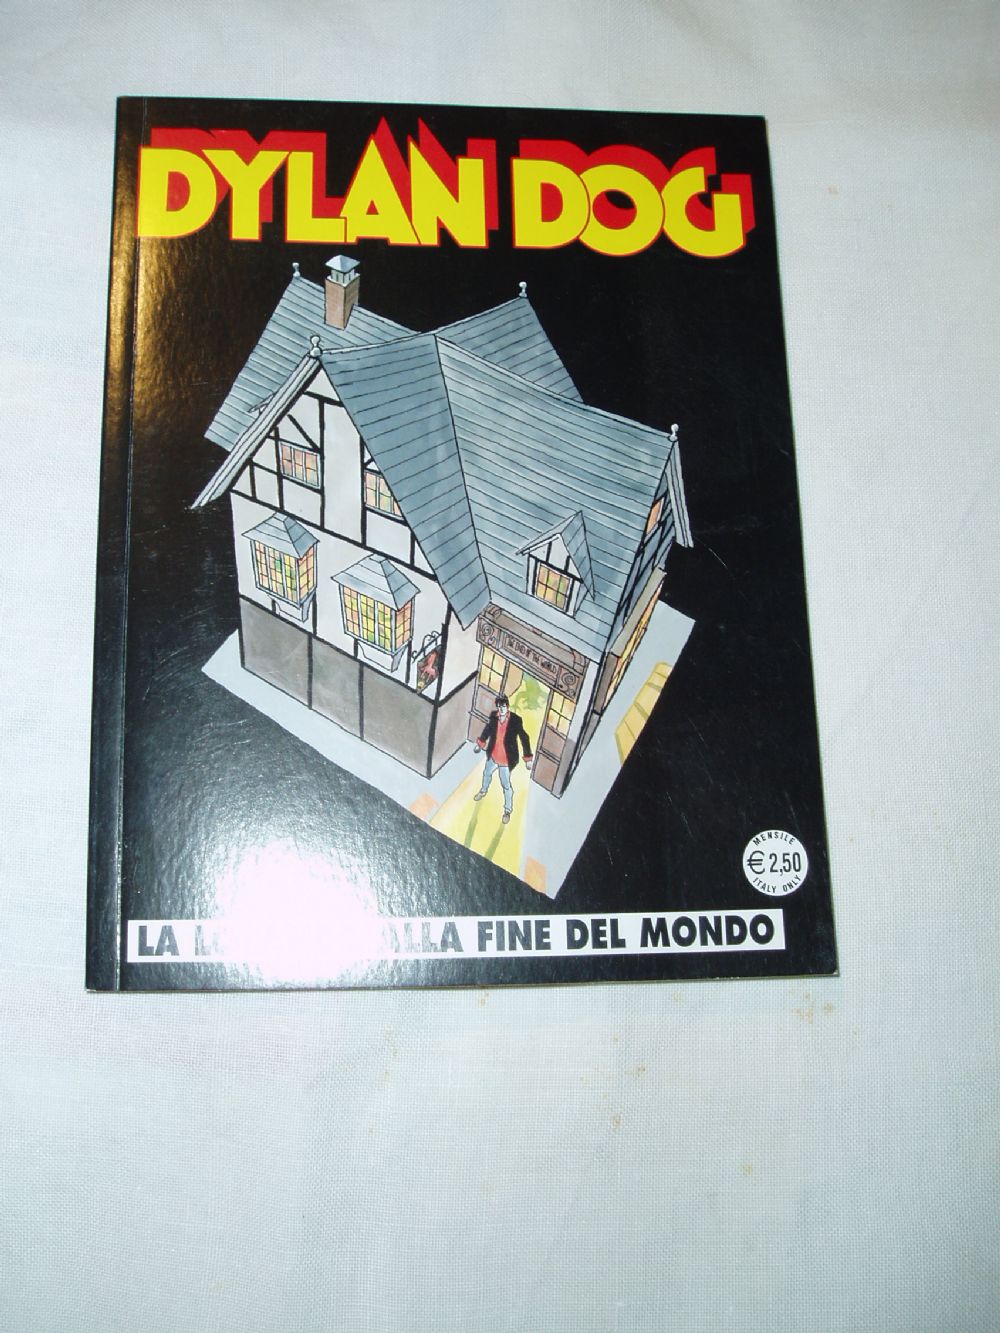 DYLAN DOG
MENSILE
€ 2,50
ITALY ONLY
LA ALLA FINE DEL MONDO